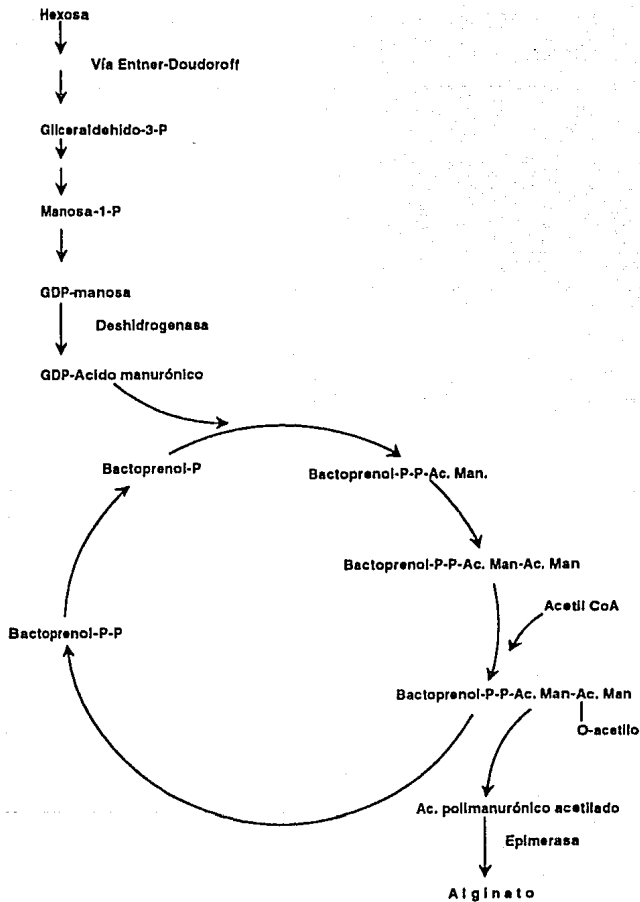 Hexosa
Vía Entner-Doudoroff
Gliceraldehido-3-P
Manosa-1-P
GDP-manosa
Deshidrogenasa
GDP-Acido manurónico
Bactoprenol-P
Bactoprenol-P-P-Ac. Man.
Bactoprenol-P-P-Ac. Man-Ac. Man
Acetil CoA
Bactoprenol-P-P
Bactoprenol-P-P-Ac. Man-Ac. Man
O-acetilo
Ac. polimanurónico acetilado
Epimerasa
Alginato